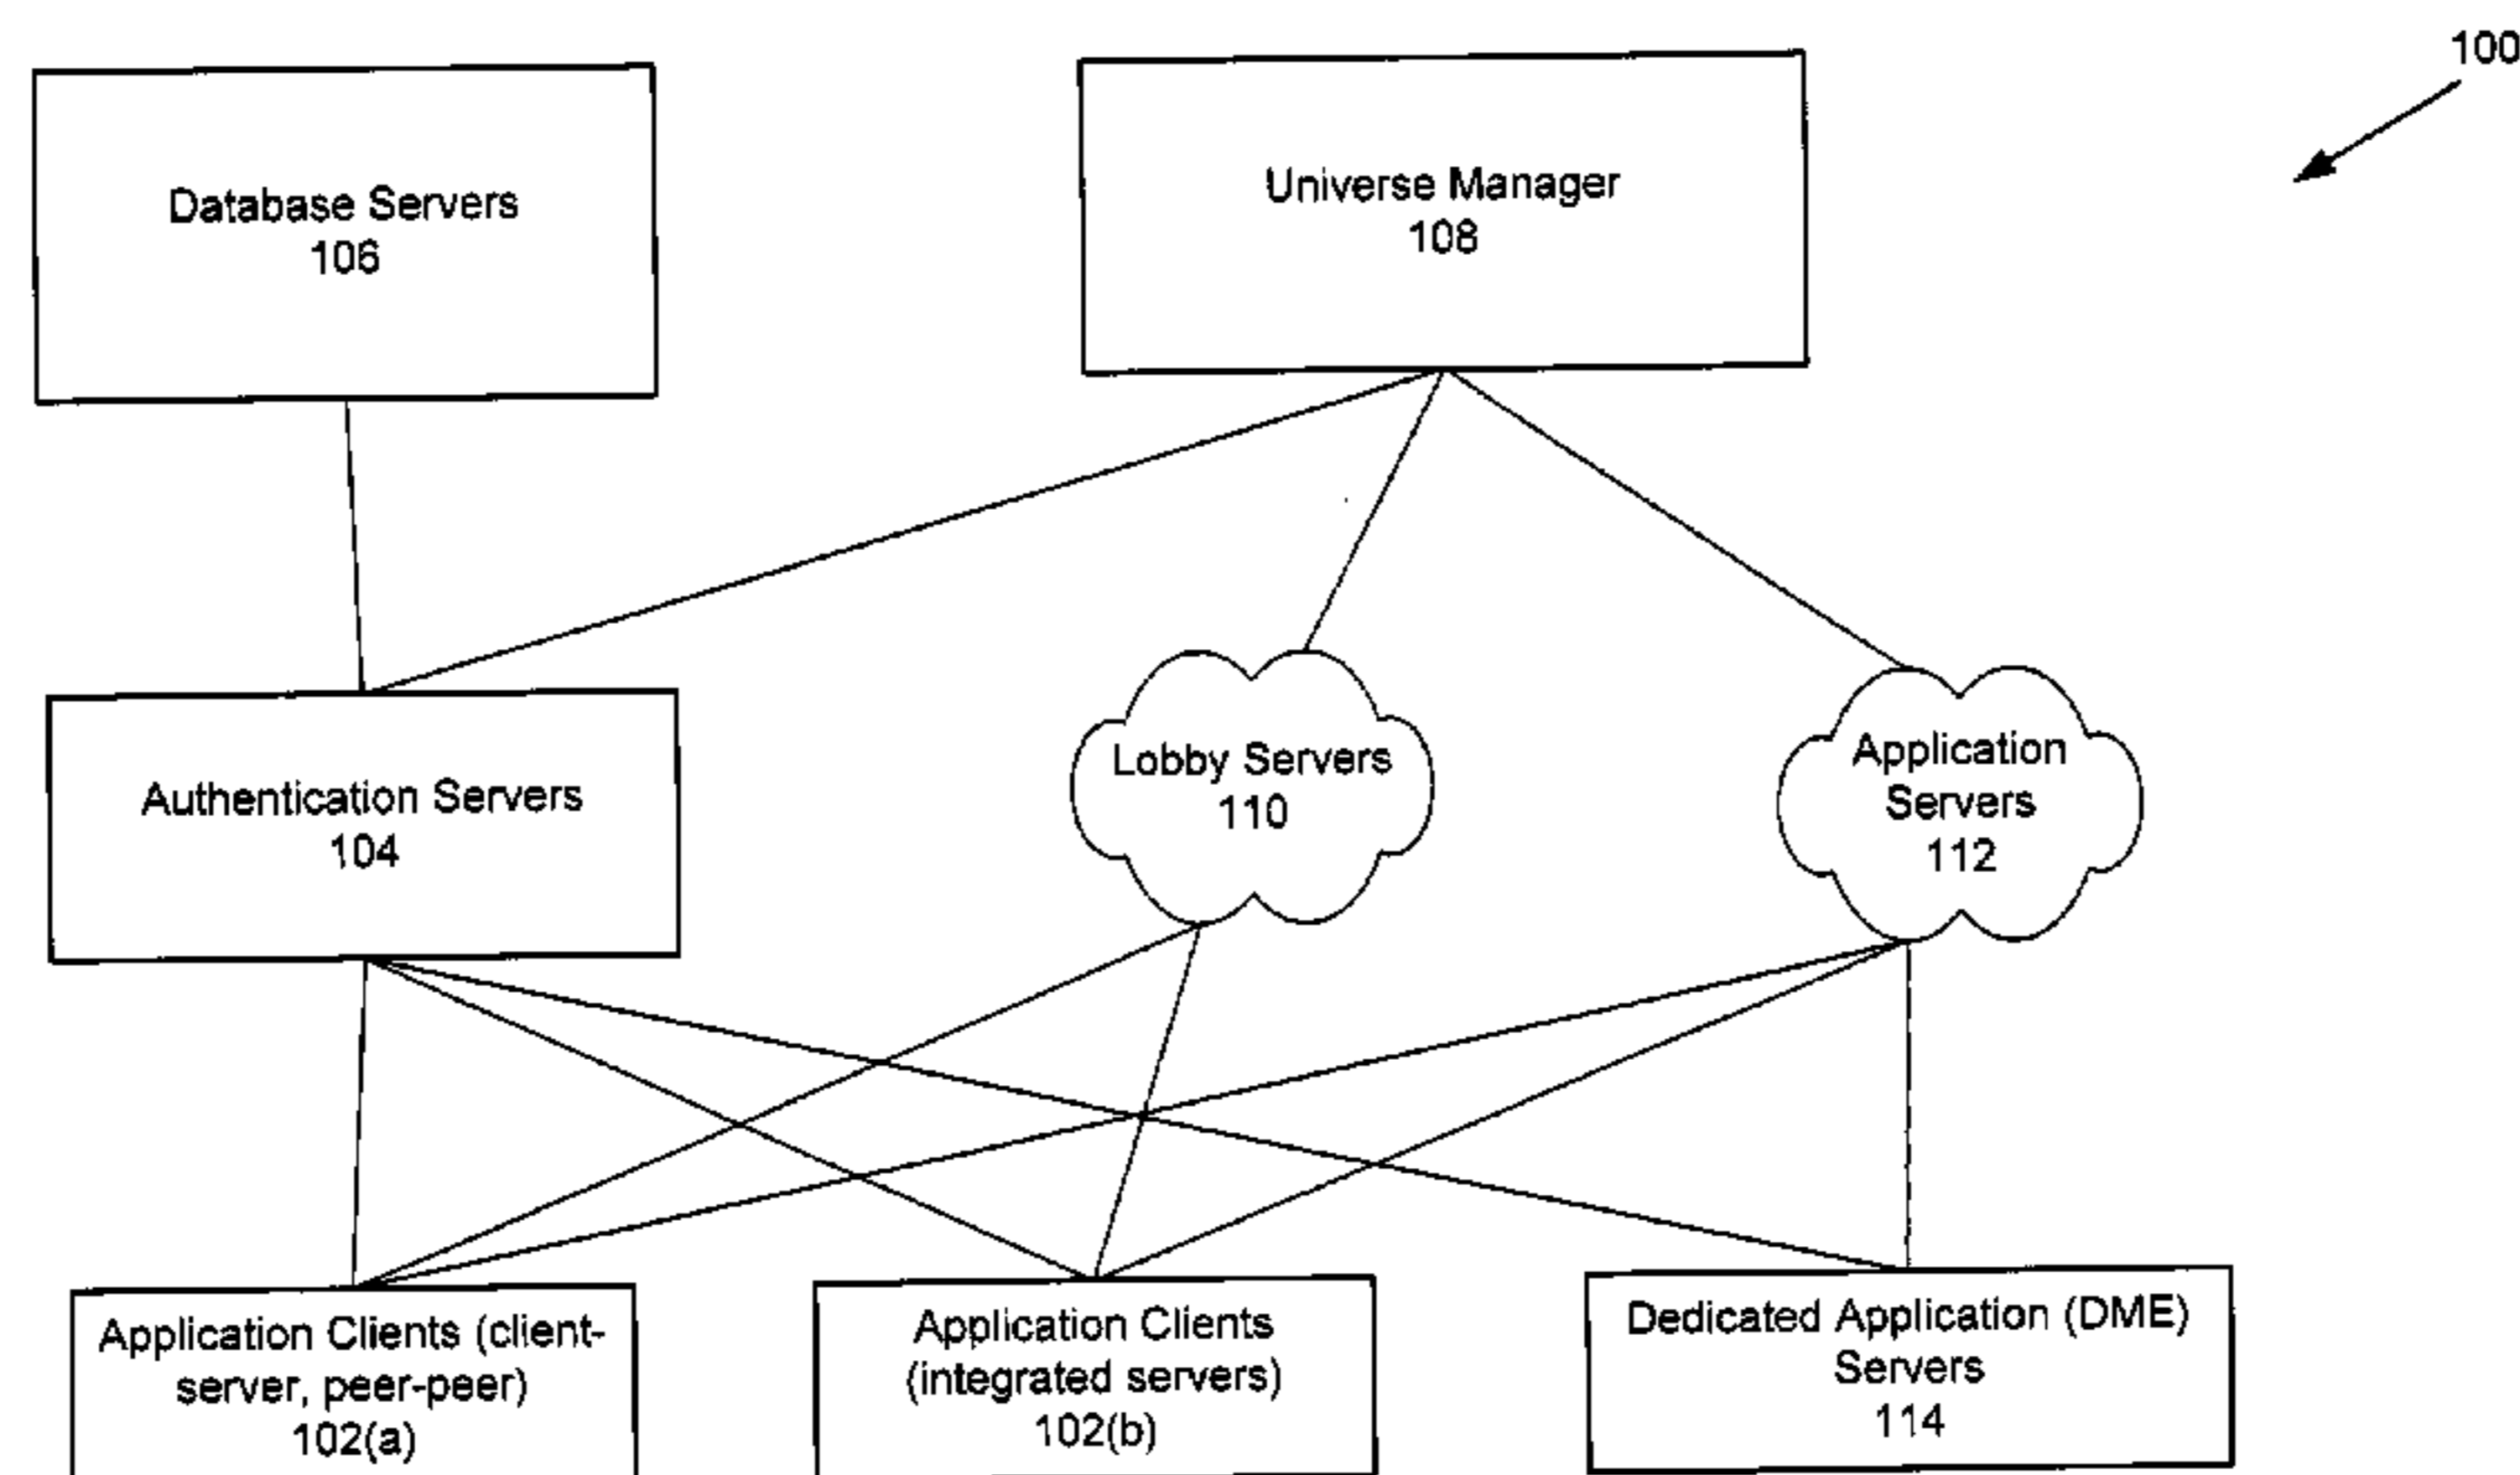 100
Database Servers
106
Universe Manager
108
Authentication Servers
104
Lobby Servers
110
Application
Servers
112
Application Clients (client-
server, peer-peer)
102(a)
Application Clients
(integrated servers)
102(b)
Dedicated Application (DME)
Servers
114